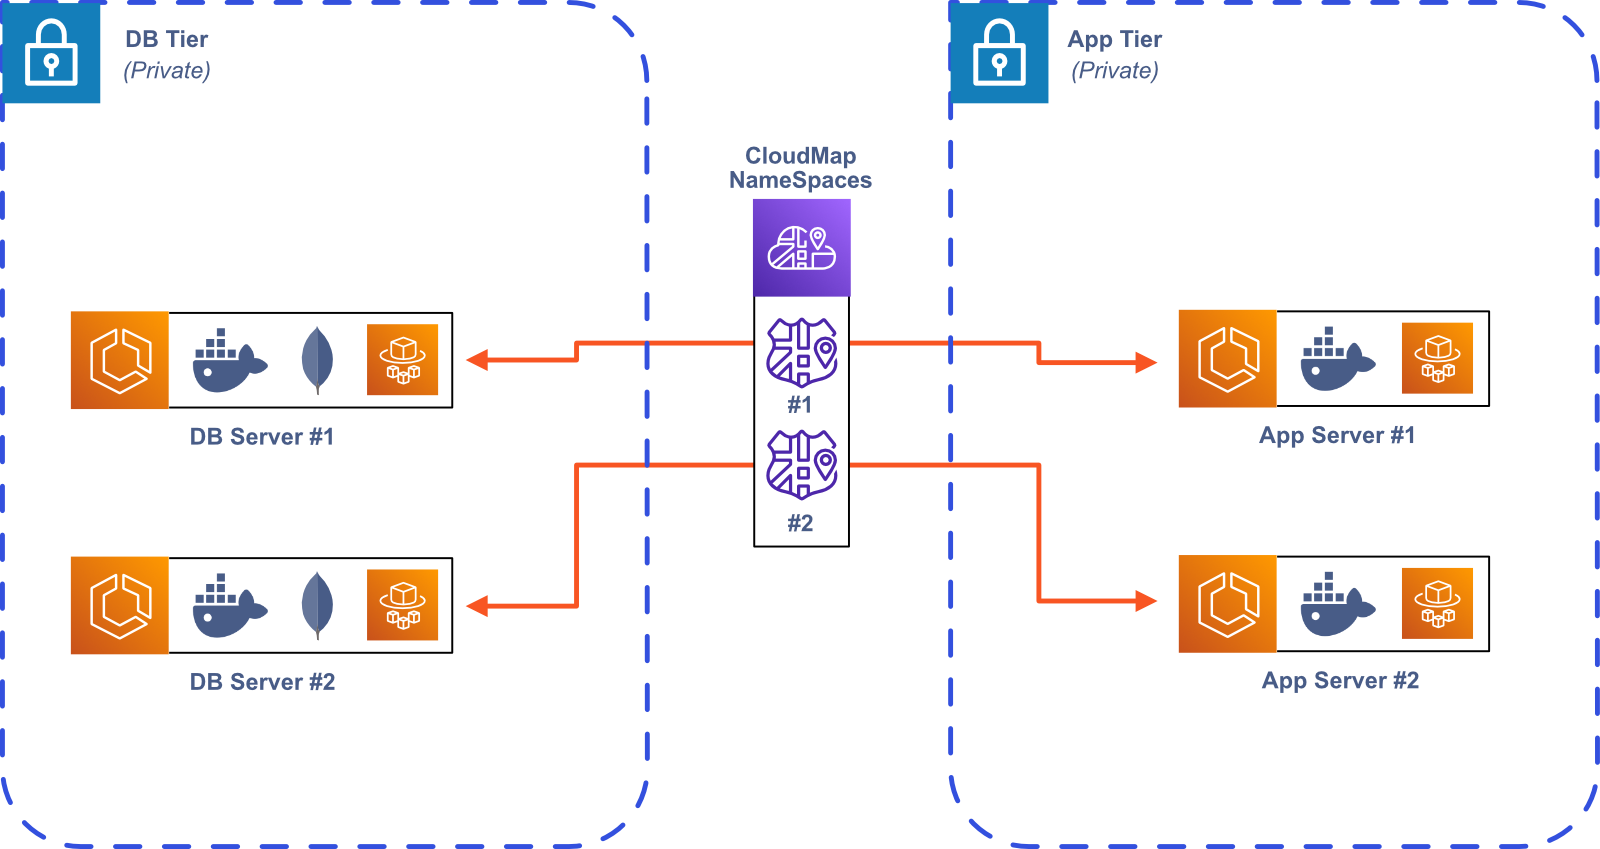 DB Tier
(Private)
App Tier
(Private)
CloudMap
NameSpaces
#1
#2
DB Server #1
DB Server #2
App Server #1
App Server #2